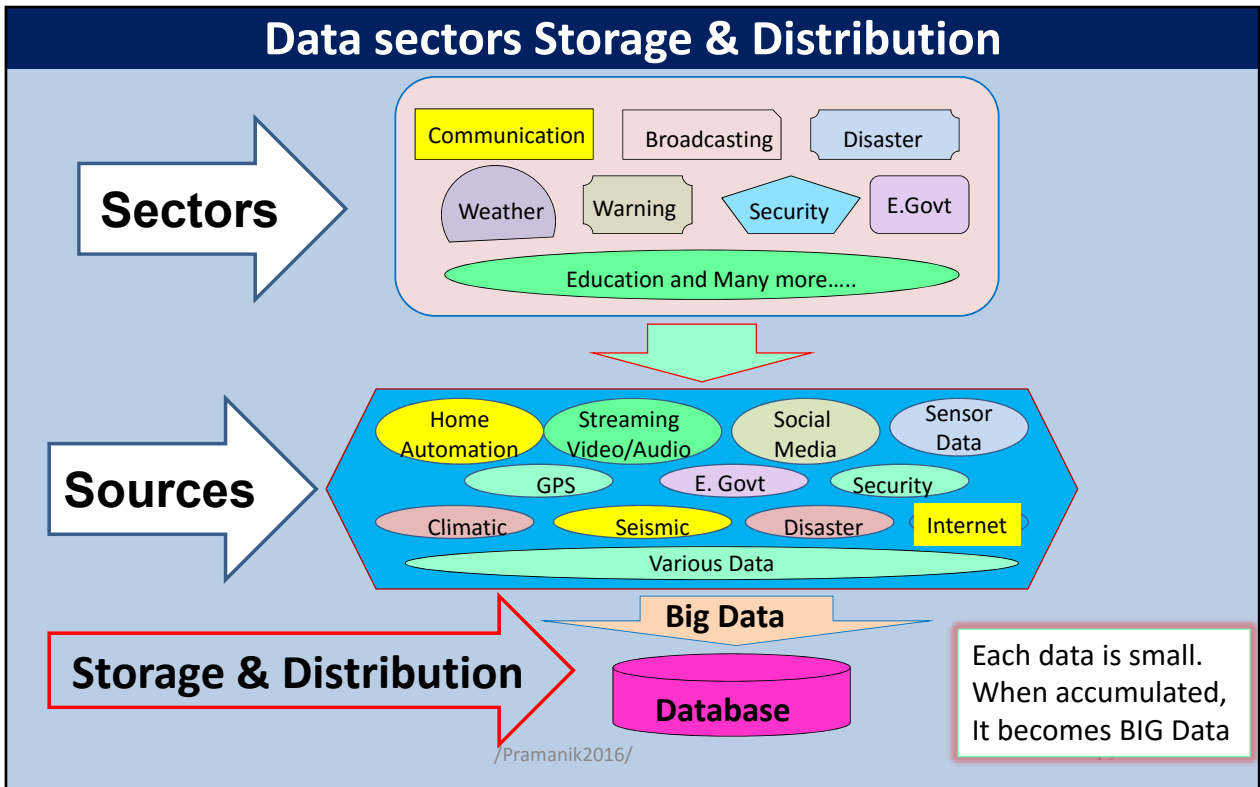 Data sectors Storage & Distribution
Sectors
Communication
Broadcasting
Disaster
Weather
Warning
Security
E.Govt
Education and Many more.....
Sources
Home
Automation
Streaming
Video/Audio
Social
Media
Sensor
Data
GPS
E. Govt
Security
Climatic
Seismic
Disaster
Internet
Various Data
Big Data
Storage & Distribution
Database
Each data is small.
When accumulated,
It becomes BIG Data
/Pramanik2016/